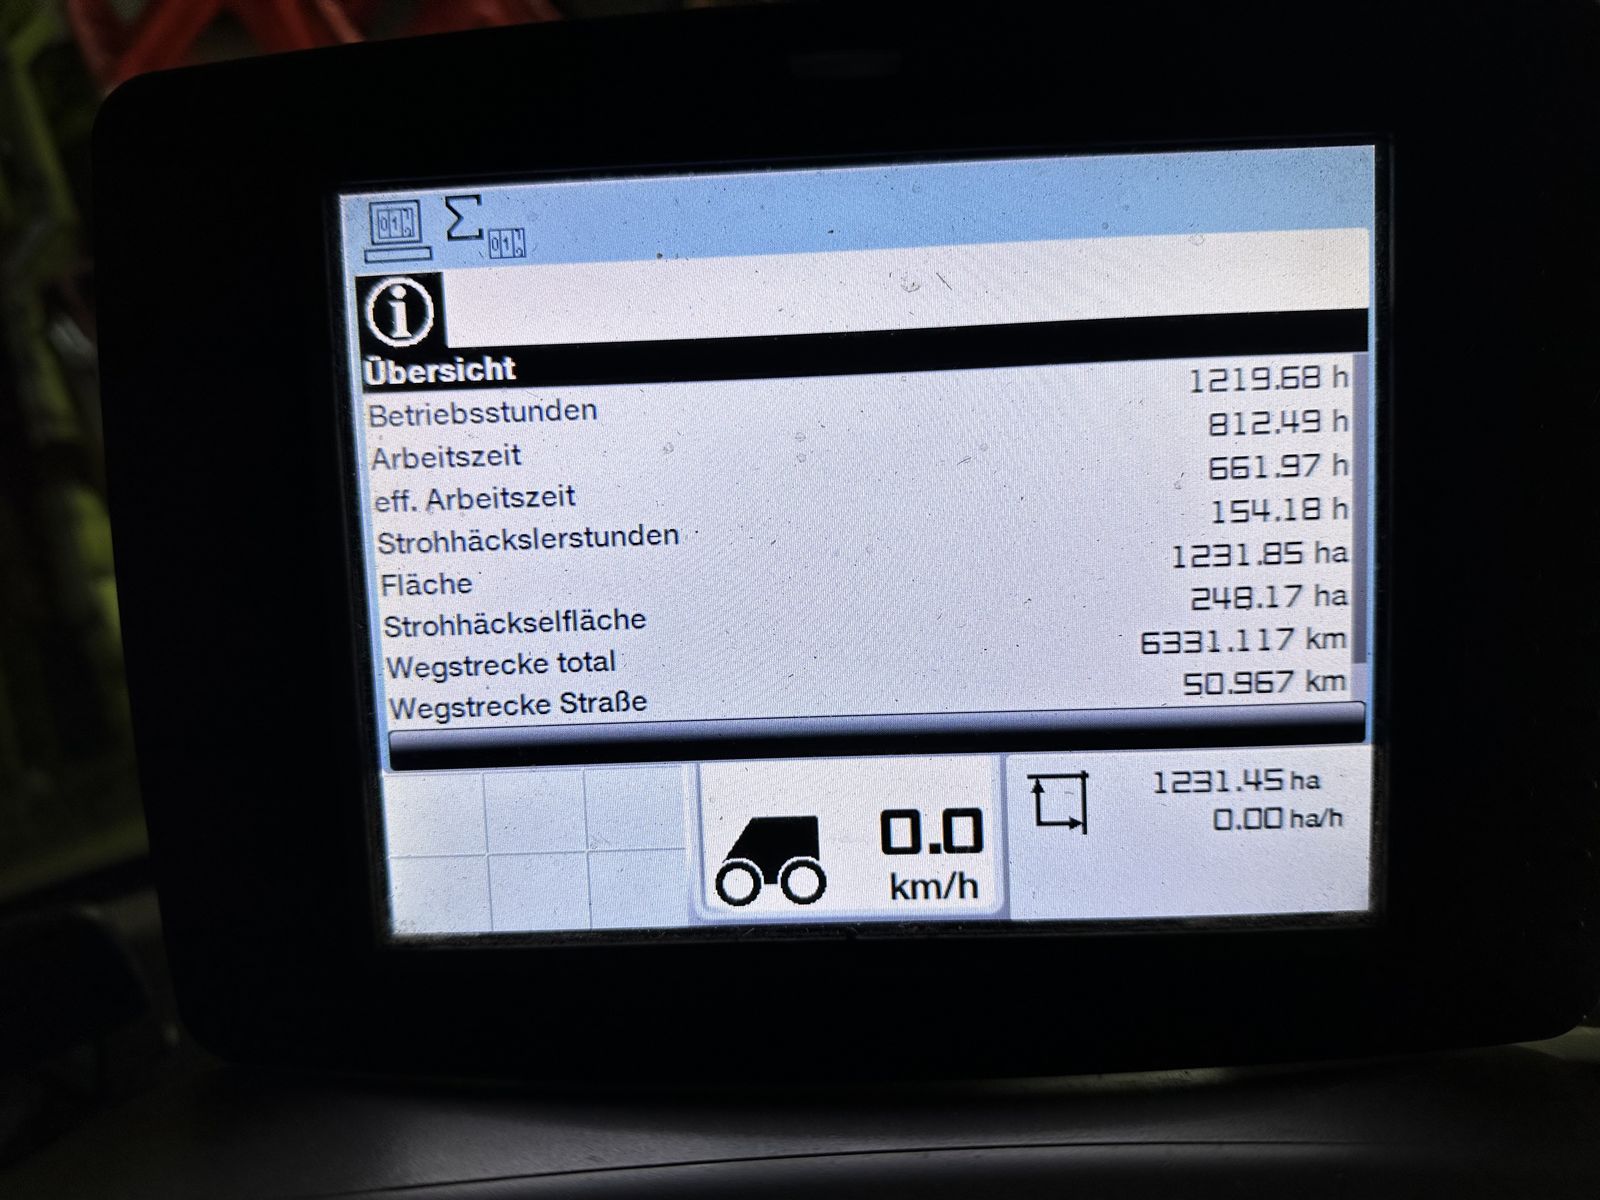 Σ
Übersicht
Betriebsstunden 1219.68 h
Arbeitszeit 812.49 h
eff. Arbeitszeit 661.97 h
Strohhäckslerstunden 154.18 h
Fläche 1231.85 ha
Strohhäckselfläche 248.17 ha
Wegstrecke total 6331.117 km
Wegstrecke Straße 50.967 km
0.0
km/h
1231.45 ha
0.00 ha/h